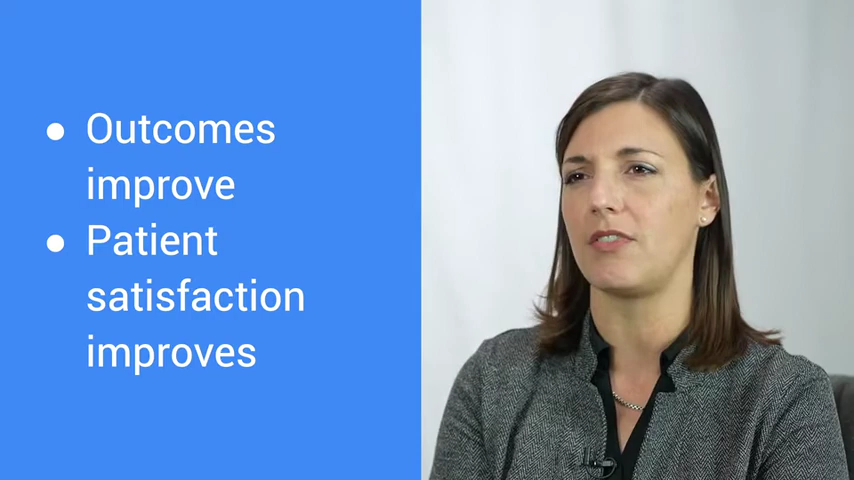 ● Outcomes
improve
● Patient
satisfaction
improves